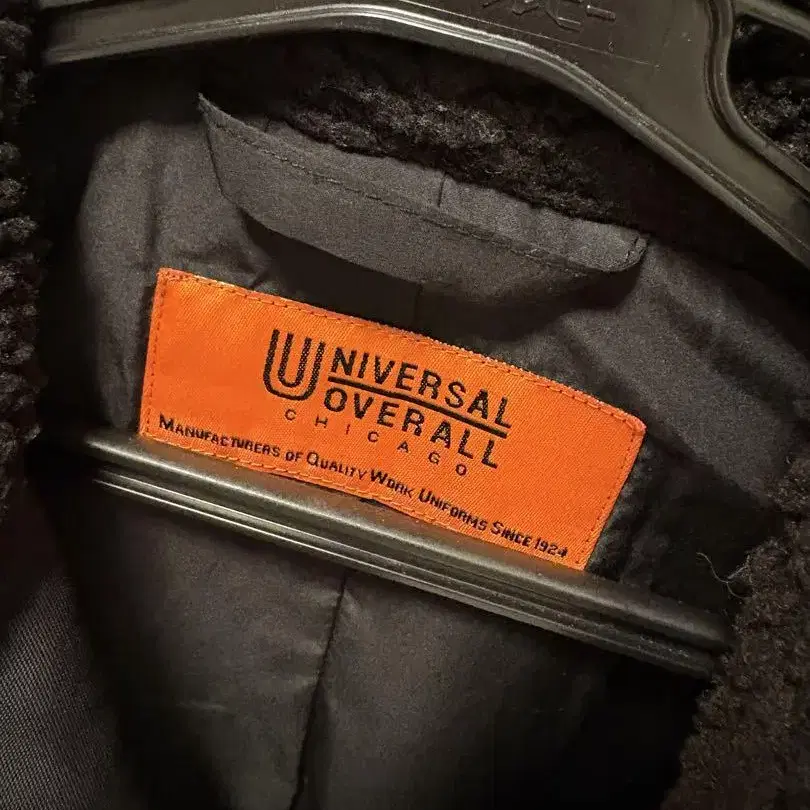 UNIVERSAL
OVERALL
CHICAGO
MANUFACTURERS OF QUALITY WORK UNIFORMS SINCE 1924